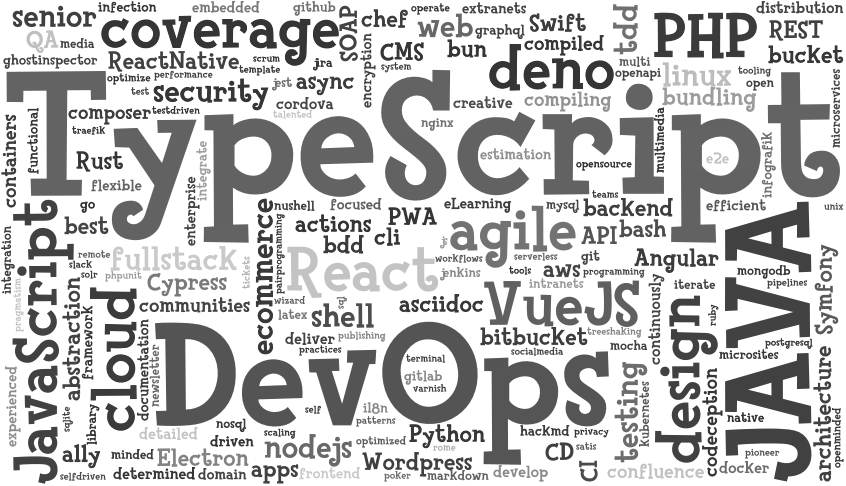 infection
embedded
github
operate
extranets
distribution
senior
coverage
SOAP
chef
web
graphql
Swift
tdd
PHP
REST
QA
media
CMS
bun
compiled
bucket
ghostinspector
ReactNative
scrum
jra
encryption
system
deno
multi
openapi
linux
tooling
optimize
performance
template
test
security
jest
async
cordova
creative
compiling
bundling
open
microservices
containers
functional
composer
testdriven
traefik
talented
nginx
TypeScript
estimation
opensource
multimedia
e2e
infografik
Rust
flexible
integrate
enterprise
go
best
nushell
focused
eLearning
mysql
teams
backend
efficient
unix
integration
JavaScript
remote
slack
solr
phpunit
fullstack
tickets
ecommerce
pairprogramming
actions
bdd
cli
PWA
agile
API
bash
js
workflows
serverless
git
Angular
jenkins
tools
aws
programming
mongodb
pipelines
JAVA
Symfony
pragmatism
abstraction
framework
cloud
Cypress
communities
React
wizard
latex
sql
shell
asciidoc
VueJS
intranets
continuously
iterate
ruby
design
documentation
newsletter
deliver
practices
publishing
bitbucket
treeshaking
mocha
socialmedia
postgresql
microsites
DevOps
terminal
gitlab
varnish
experienced
sqlite
library
self
i18n
patterns
testing
kubernetes
codeception
native
architecture
openminded
detailed
nosql
driven
scaling
nodejs
optimized
Python
rome
hackMd
privacy
satis
CD
CI
pioneer
ally
minded
Electron
selfdriven
determined
domain
apps
frontend
Wordpress
poker
markdown
develop
confluence
docker